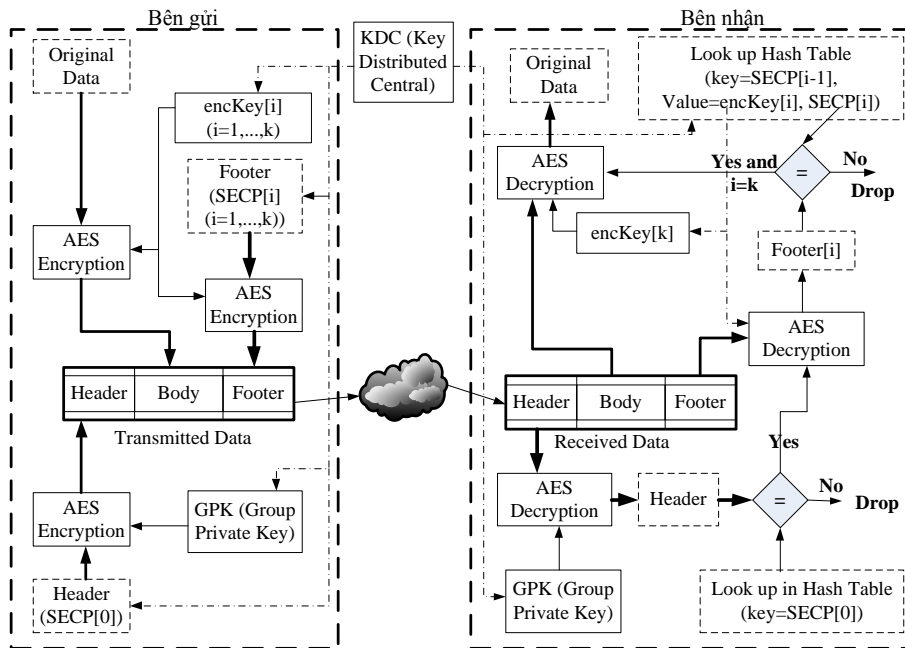 Bên gửi
Bên nhận
Original
Data
KDC (Key
Distributed
Central)
encKey[i]
(i=1,...,k)
Footer
(SECP[i]
(i=1,...,k))
AES
Encryption
AES
Encryption
Header
Body
Footer
Transmitted Data
AES
Encryption
GPK (Group
Private Key)
Header
(SECP[0])
Original
Data
Look up Hash Table
(key=SECP[i-1],
Value=encKey[i], SECP[i])
AES
Decryption
Yes and
i=k
=
No
Drop
encKey[k]
Footer[i]
AES
Decryption
Header
Body
Footer
Received Data
Yes
AES
Decryption
Header
=
No
Drop
GPK (Group
Private Key)
Look up in Hash Table
(key=SECP[0])